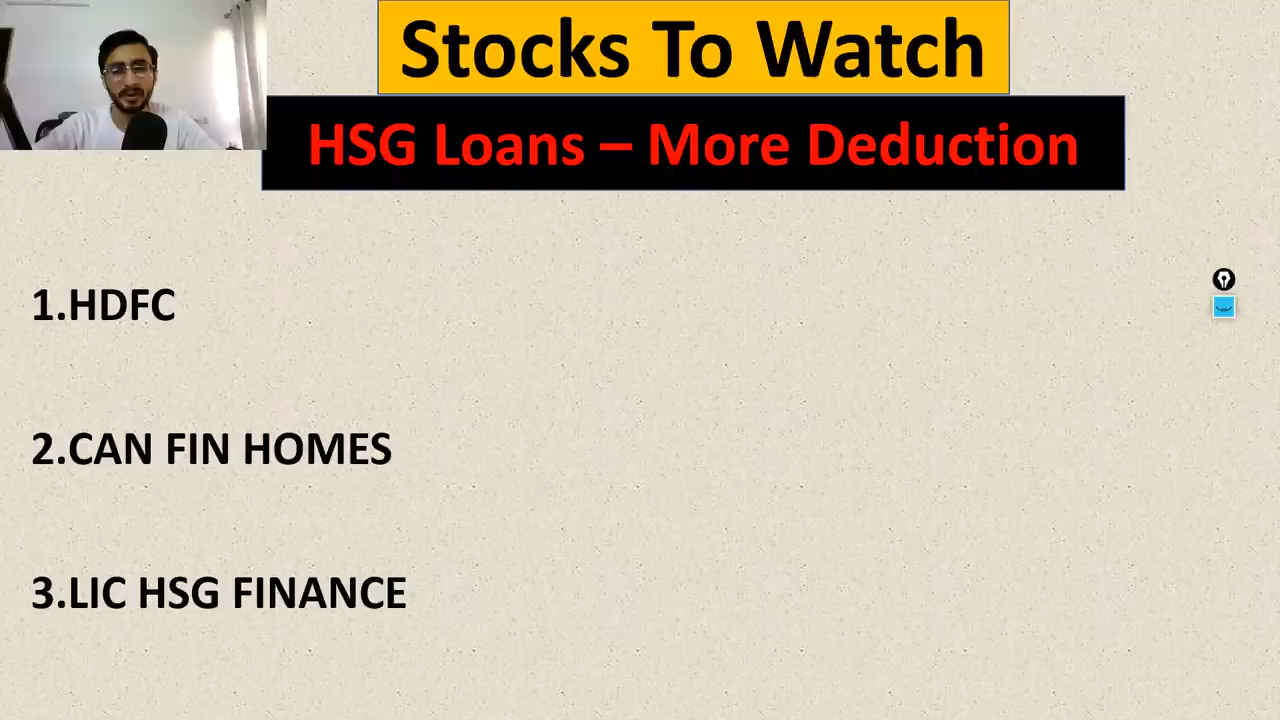 Stocks To Watch
HSG Loans – More Deduction
1.HDFC
2.CAN FIN HOMES
3.LIC HSG FINANCE